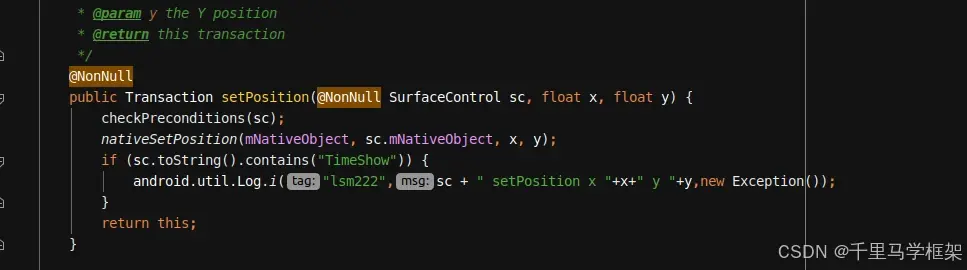 * @param y the Y position
* @return this transaction
*/
@NonNull
public Transaction setPosition(@NonNull SurfaceControl sc, float x, float y) {
checkPreconditions(sc);
nativeSetPosition(mNativeObject, sc.mNativeObject, x, y);
if (sc.toString().contains("TimeShow")) {
android.util.Log.i( tag: "lsm222", msg: sc + " setPosition x "+x+" y "+y,new Exception());
}
return this;
}
CSDN @千里马学框架